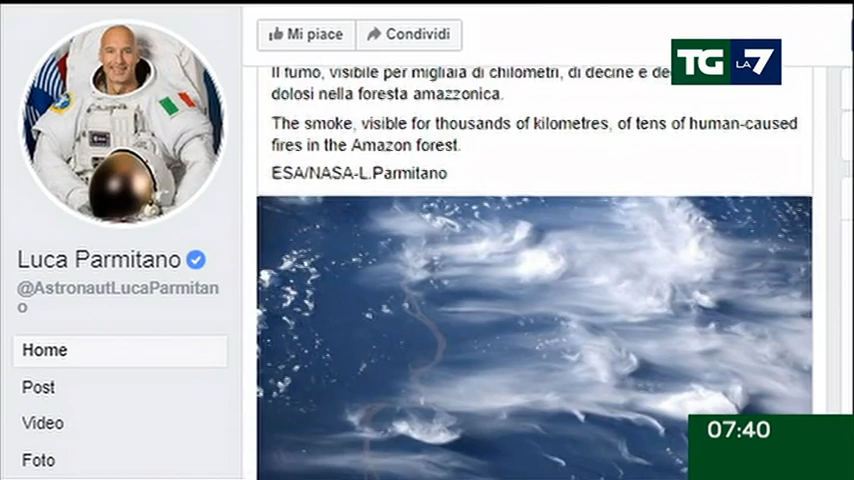 Mi piace
Condividi
TG LA7
Il fumo, visibile per migliaia di chilometri, di decine e
dolosi nella foresta amazzonica.
The smoke, visible for thousands of kilometres, of tens of human-caused
fires in the Amazon forest.
ESA/NASA-L.Parmitano
Luca Parmitano
@AstronautLucaParmitan
o
Home
Post
Video
Foto
07:40